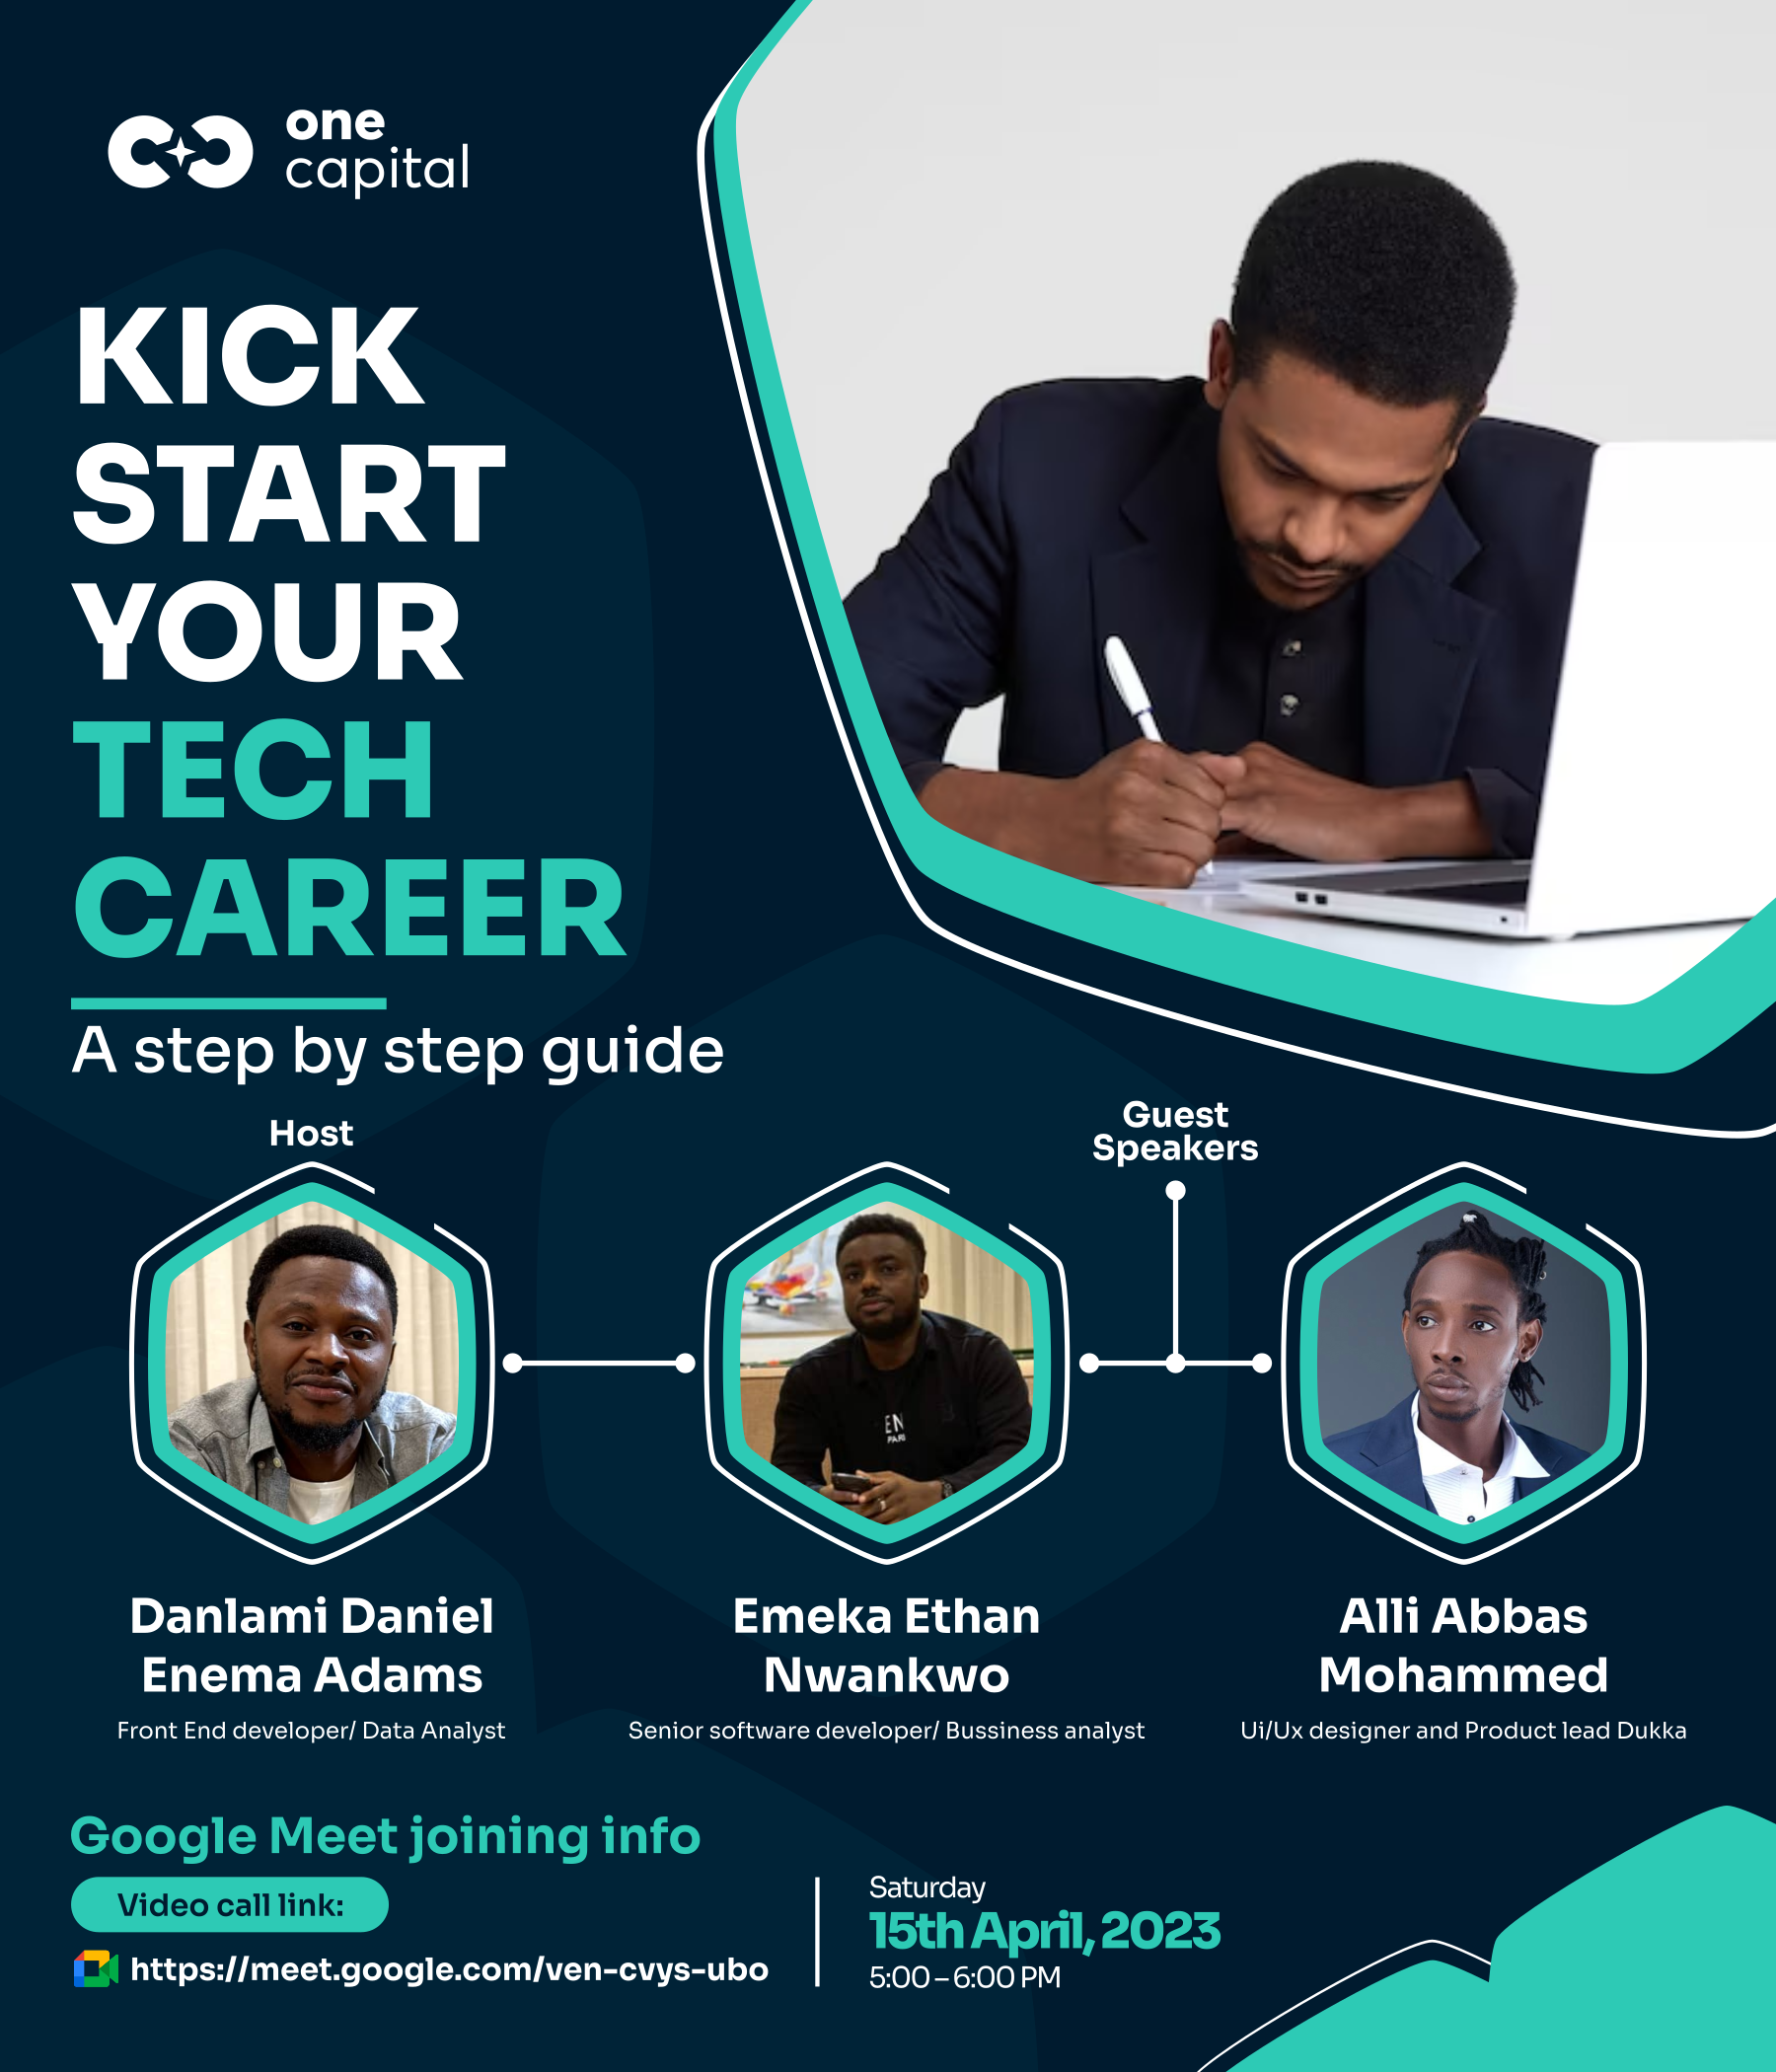 one
capital
KICK
START
YOUR
TECH
CAREER
A step by step guide
Host
Guest
Speakers
EN
PARI
Danlami Daniel
Enema Adams
Front End developer/ Data Analyst
Emeka Ethan
Nwankwo
Senior software developer/ Bussiness analyst
Alli Abbas
Mohammed
Ui/Ux designer and Product lead Dukka
Google Meet joining info
Video call link:
https://meet.google.com/ven-cvys-ubo
Saturday
15th April, 2023
5:00 – 6:00 PM